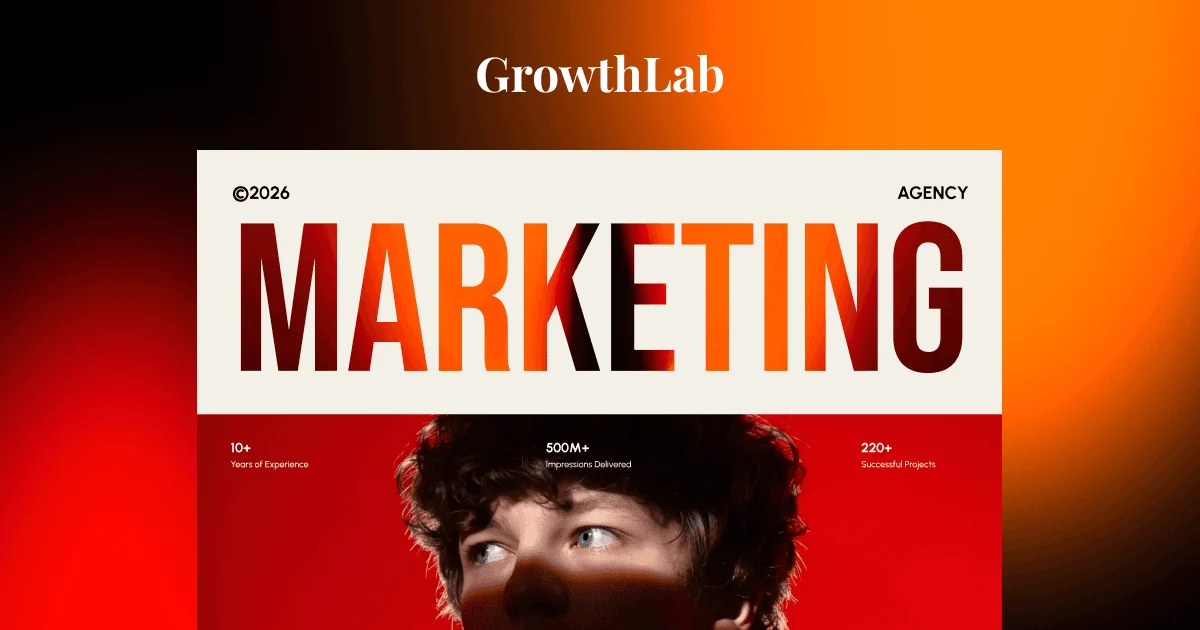 GrowthLab
©2026
AGENCY
MARKETING
10+
Years of Experience
500M+
Impressions Delivered
220+
Successful Projects